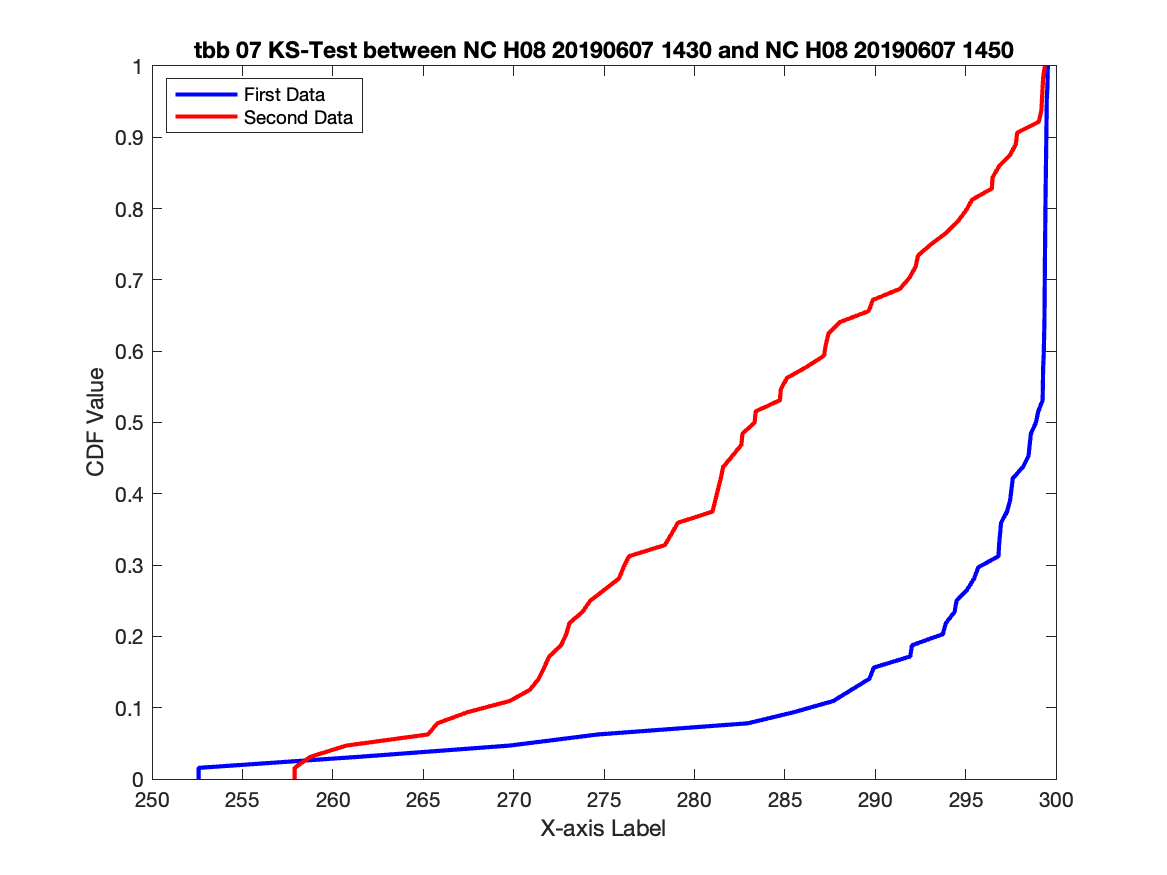 tbb 07 KS-Test between NC H08 20190607 1430 and NC H08 20190607 1450
First Data
Second Data
1
0.9
0.8
0.7
0.6
0.5
0.4
0.3
0.2
0.1
0
CDF Value
250 255 260 265 270 275 280 285 290 295 300
X-axis Label